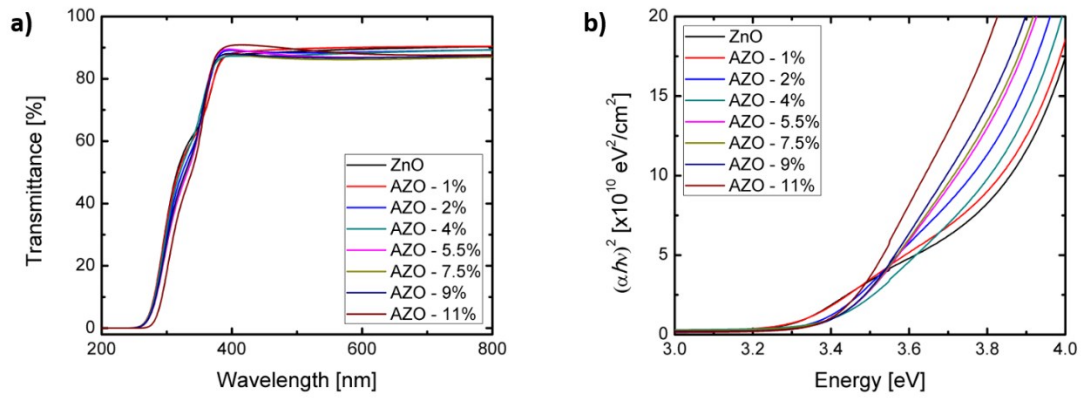 a)
Transmittance [%]
100
80
60
40
20
0
ZnO
AZO - 1%
AZO - 2%
AZO - 4%
AZO - 5.5%
AZO - 7.5%
AZO - 9%
AZO - 11%
200
400
600
800
Wavelength [nm]
b)
(αhν)² [x10¹⁰ eV²/cm²]
20
15
10
5
0
ZnO
AZO - 1%
AZO - 2%
AZO - 4%
AZO - 5.5%
AZO - 7.5%
AZO - 9%
AZO - 11%
3.0
3.2
3.4
3.6
3.8
4.0
Energy [eV]